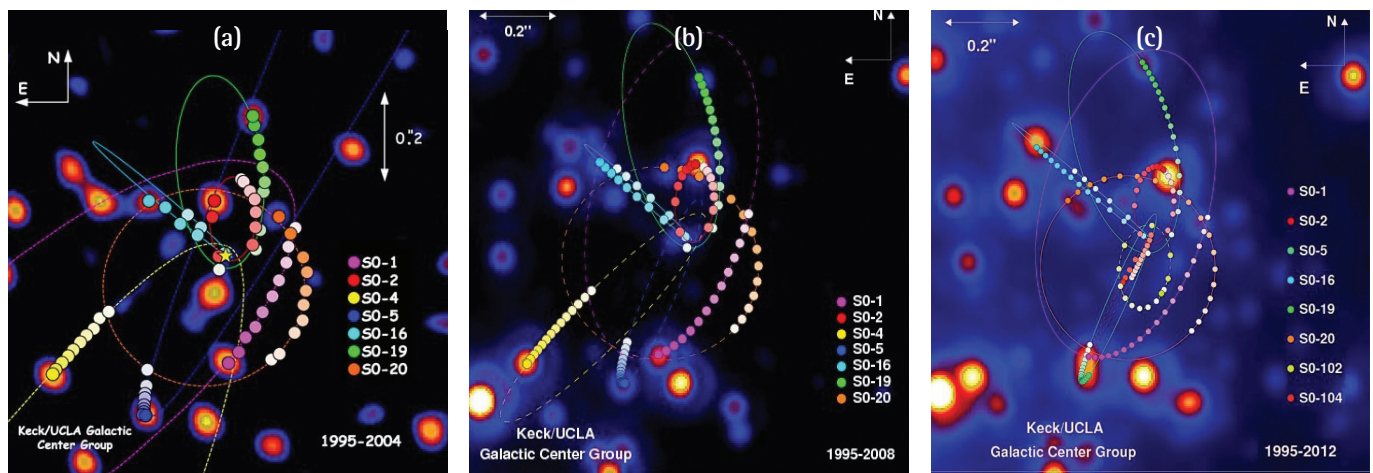 (a)
N
E
0."2
S0-1
S0-2
S0-4
S0-5
S0-16
S0-19
S0-20
Keck/UCLA Galactic
Center Group
1995-2004
(b)
0.2"
N
E
S0-1
S0-2
S0-4
S0-5
S0-16
S0-19
S0-20
Keck/UCLA
Galactic Center Group
1995-2008
(c)
0.2"
N
E
S0-1
S0-2
S0-5
S0-16
S0-19
S0-20
S0-102
S0-104
Keck/UCLA
Galactic Center Group
1995-2012